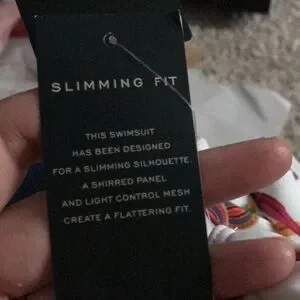 SLIMMING FIT
THIS SWIMSUIT
HAS BEEN DESIGNED
FOR A SLIMMING SILHOUETTE.
A SHIRRED PANEL
AND LIGHT CONTROL MESH
CREATE A FLATTERING FIT.